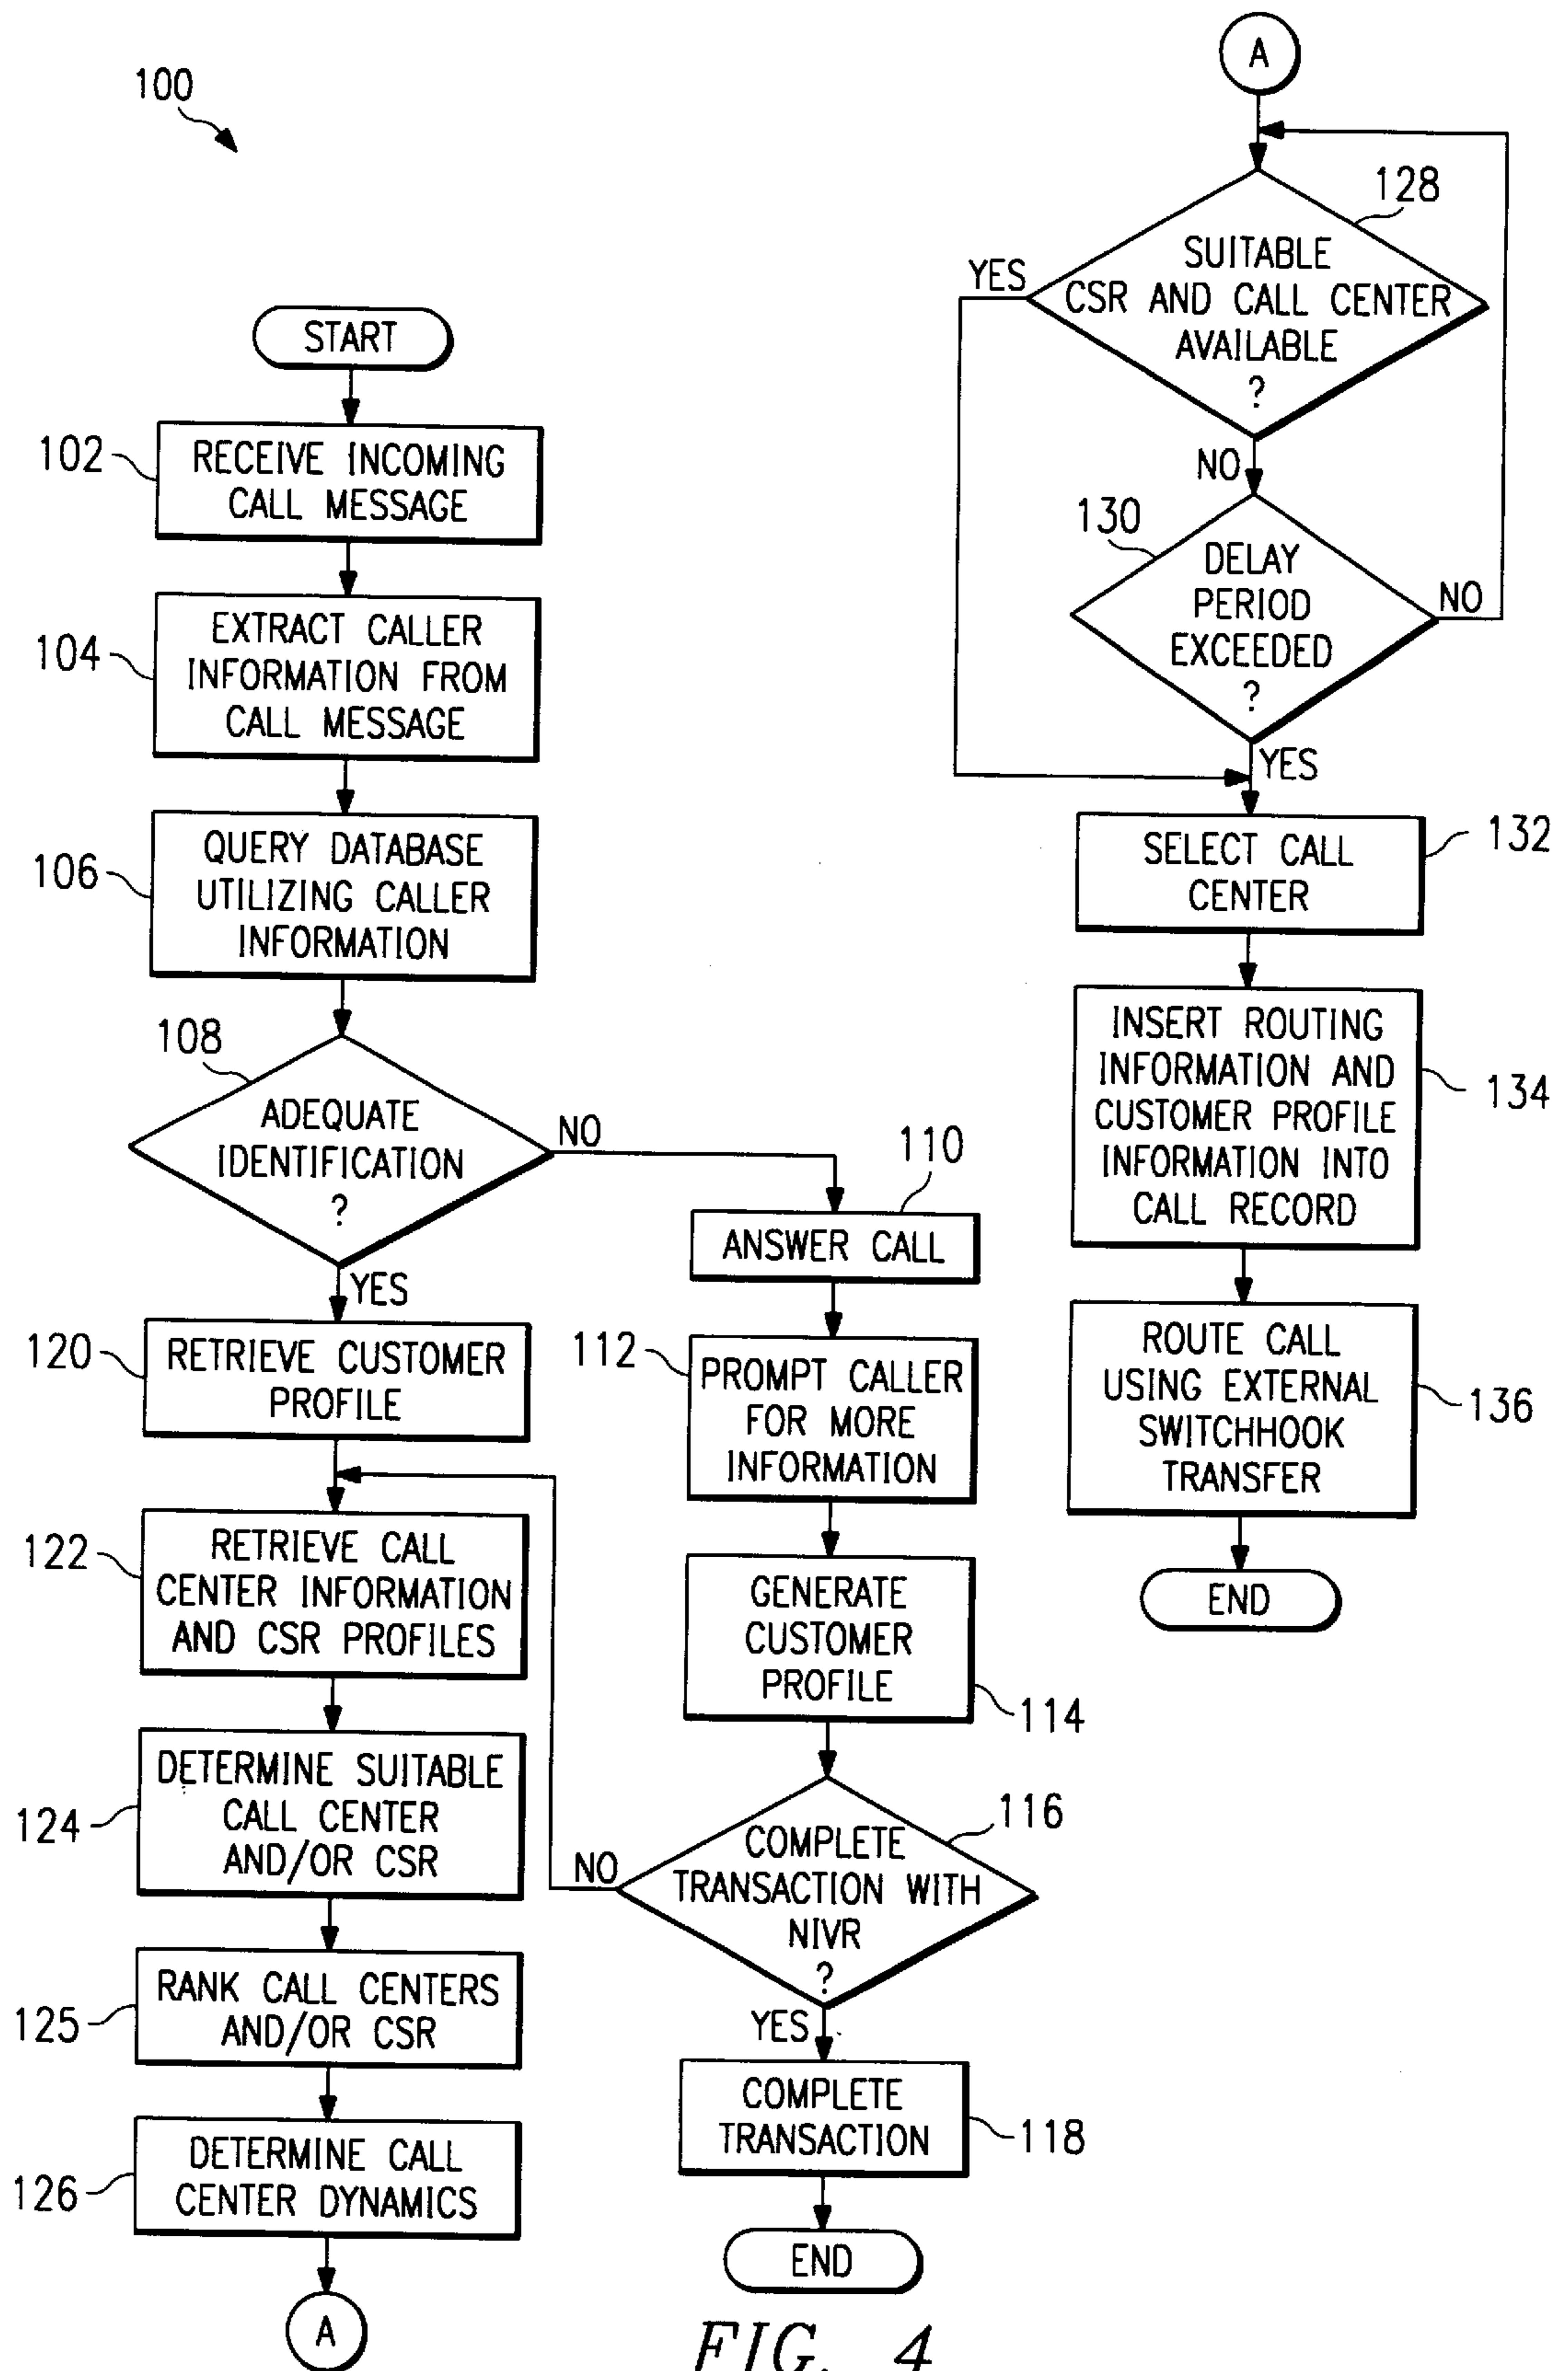 100
START
102
RECEIVE INCOMING
CALL MESSAGE
104
EXTRACT CALLER
INFORMATION FROM
CALL MESSAGE
106
QUERY DATABASE
UTILIZING CALLER
INFORMATION
108
ADEQUATE
IDENTIFICATION
?
NO
YES
110
ANSWER CALL
112
PROMPT CALLER
FOR MORE
INFORMATION
GENERATE
CUSTOMER
PROFILE
114
116
COMPLETE
TRANSACTION WITH
NIVR
?
NO
YES
COMPLETE
TRANSACTION
118
END
120
RETRIEVE CUSTOMER
PROFILE
122
RETRIEVE CALL
CENTER INFORMATION
AND CSR PROFILES
124
DETERMINE SUITABLE
CALL CENTER
AND/OR CSR
125
RANK CALL CENTERS
AND/OR CSR
126
DETERMINE CALL
CENTER DYNAMICS
A
A
128
SUITABLE
CSR AND CALL CENTER
AVAILABLE
?
YES
NO
130
DELAY
PERIOD
EXCEEDED
?
NO
YES
SELECT CALL
CENTER
132
INSERT ROUTING
INFORMATION AND
CUSTOMER PROFILE
INFORMATION INTO
CALL RECORD
134
ROUTE CALL
USING EXTERNAL
SWITCHHOOK
TRANSFER
136
END
FIG. 4